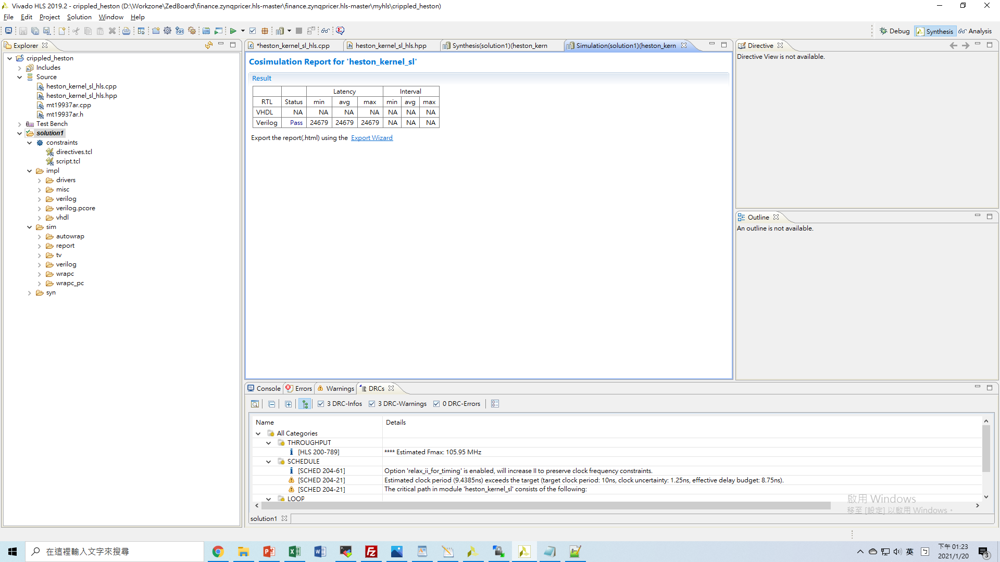 Vivado HLS 2019.2 - crippled_heston (D:\Workzone\ZedBoard\finance.zynqpricer.hls-master\finance.zynqpricer.hls-master\myhls\crippled_heston)
File Edit Project Solution Window Help
Debug Synthesis Analysis
Explorer
crippled_heston
Includes
Source
heston_kernel_sl_hls.cpp
heston_kernel_sl_hls.hpp
mt19937ar.cpp
mt19937ar.h
Test Bench
solution1
constraints
directives.tcl
script.tcl
impl
drivers
misc
verilog
verilog.pcore
vhdl
sim
autowrap
report
tv
verilog
wrapc
wrapc_pc
syn
*heston_kernel_sl_hls.cpp heston_kernel_sl_hls.hpp Synthesis(solution1)(heston_kern Simulation(solution1)(heston_kern
Cosimulation Report for 'heston_kernel_sl'
Result
Latency Interval
RTL Status min avg max min avg max
VHDL NA NA NA NA NA NA NA
Verilog Pass 24679 24679 24679 NA NA NA
Export the report(.html) using the Export Wizard
Directive
Directive View is not available.
Outline
An outline is not available.
Console Errors Warnings DRCs
3 DRC-Infos 3 DRC-Warnings 0 DRC-Errors
Name Details
All Categories
THROUGHPUT
[HLS 200-789] **** Estimated Fmax: 105.95 MHz
SCHEDULE
[SCHED 204-61] Option 'relax_ii_for_timing' is enabled, will increase II to preserve clock frequency constraints.
[SCHED 204-21] Estimated clock period (9.4385ns) exceeds the target (target clock period: 10ns, clock uncertainty: 1.25ns, effective delay budget: 8.75ns).
[SCHED 204-21] The critical path in module 'heston_kernel_sl' consists of the following:
LOOP
solution1
啟用 Windows
移至 [設定] 以啟用 Windows。
在這裡輸入文字來搜尋
英
下午 01:23
2021/1/20
3